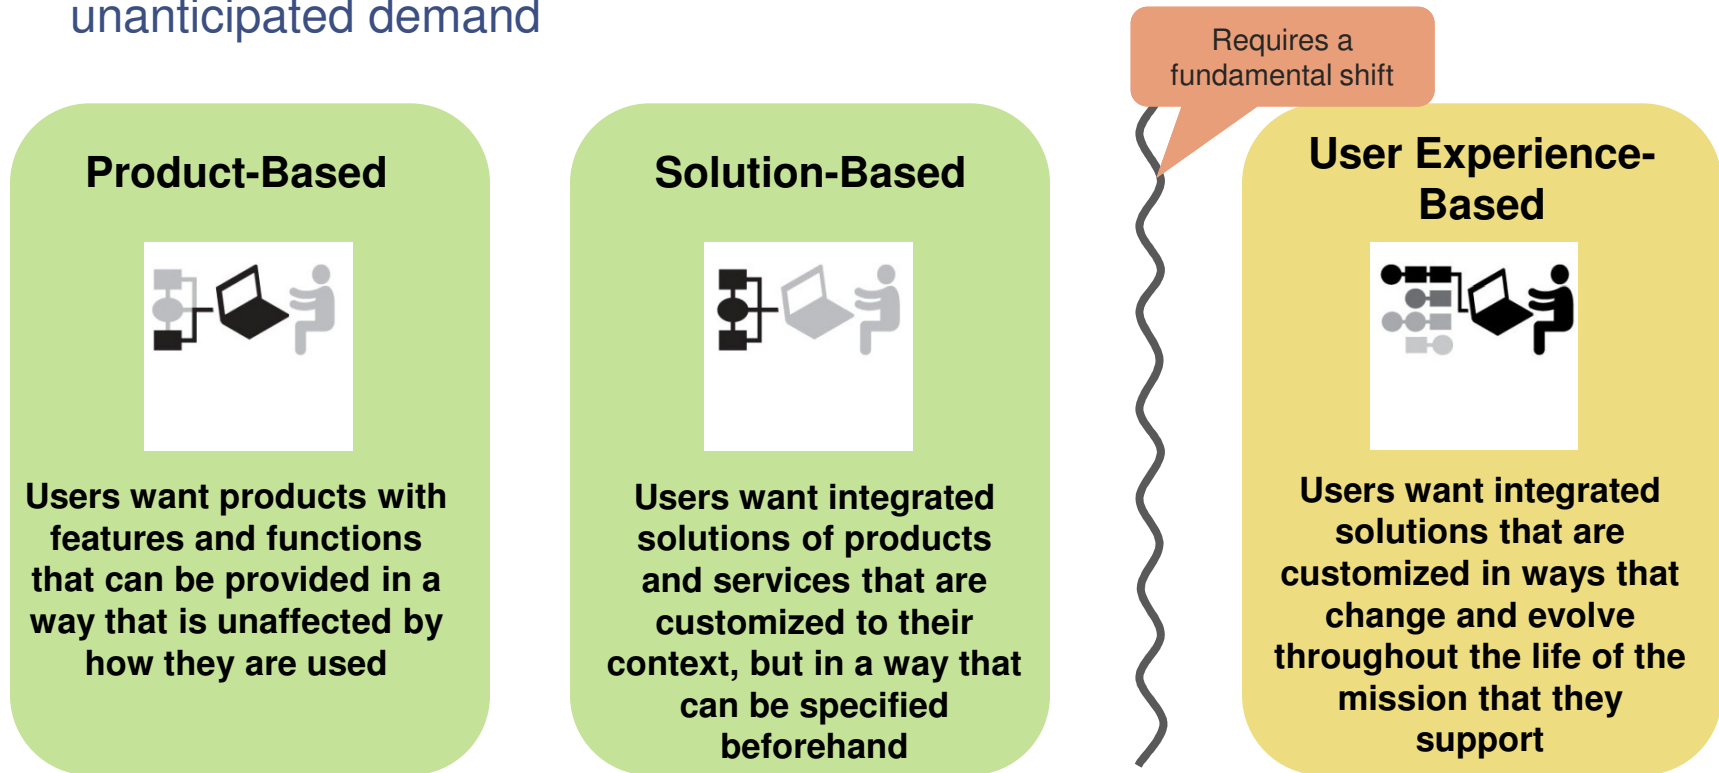 unanticipated demand
Requires a
fundamental shift
Product-Based
Users want products with
features and functions
that can be provided in a
way that is unaffected by
how they are used
Solution-Based
Users want integrated
solutions of products
and services that are
customized to their
context, but in a way that
can be specified
beforehand
User Experience-
Based
Users want integrated
solutions that are
customized in ways that
change and evolve
throughout the life of the
mission that they
support